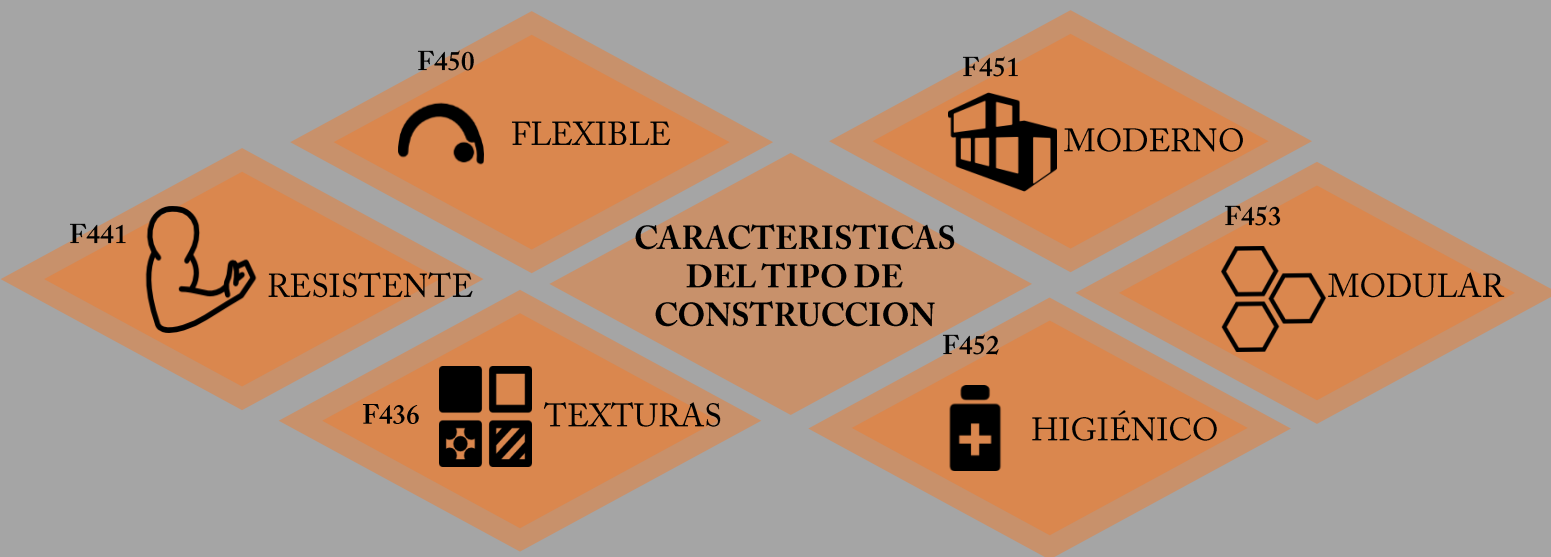 F450
FLEXIBLE
F451
MODERNO
F441
RESISTENTE
CARACTERISTICAS
DEL TIPO DE
CONSTRUCCION
F453
MODULAR
F436
TEXTURAS
F452
HIGIÉNICO